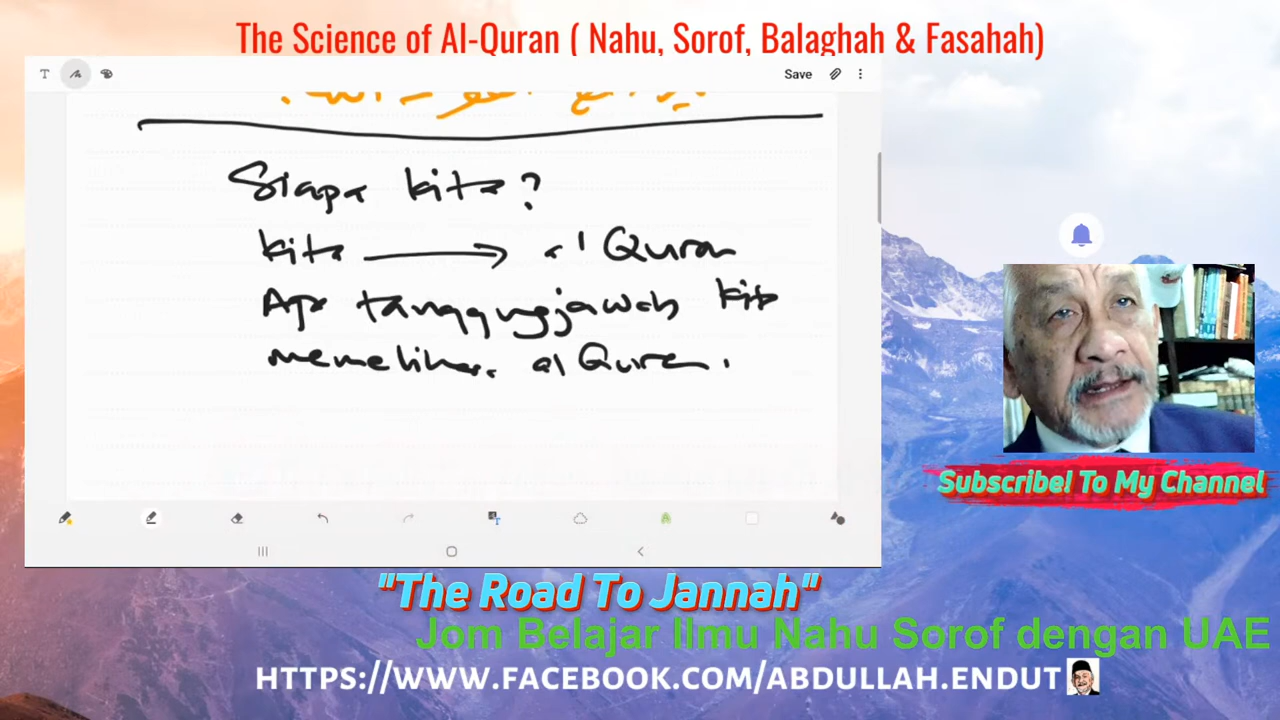 The Science of Al-Quran ( Nahu, Sorof, Balaghah & Fasahah)
T
Save
Siapa kita?
kita → al Quran
Apa tanggungjawab kita
memelihara al Quran.
Subscribe! To My Channel
"The Road To Jannah"
Jom Belajar Ilmu Nahu Sorof dengan UAE
HTTPS://WWW.FACEBOOK.COM/ABDULLAH.ENDUT